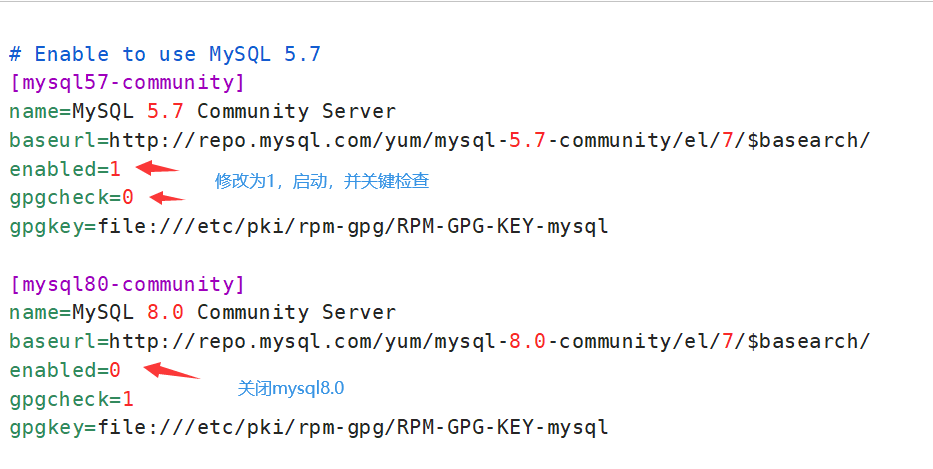 # Enable to use MySQL 5.7
[mysql57-community]
name=MySQL 5.7 Community Server
baseurl=http://repo.mysql.com/yum/mysql-5.7-community/el/7/$basearch/
enabled=1
修改为1，启动，并关键检查
gpgcheck=0
gpgkey=file:///etc/pki/rpm-gpg/RPM-GPG-KEY-mysql
[mysql80-community]
name=MySQL 8.0 Community Server
baseurl=http://repo.mysql.com/yum/mysql-8.0-community/el/7/$basearch/
enabled=0
关闭mysql8.0
gpgcheck=1
gpgkey=file:///etc/pki/rpm-gpg/RPM-GPG-KEY-mysql